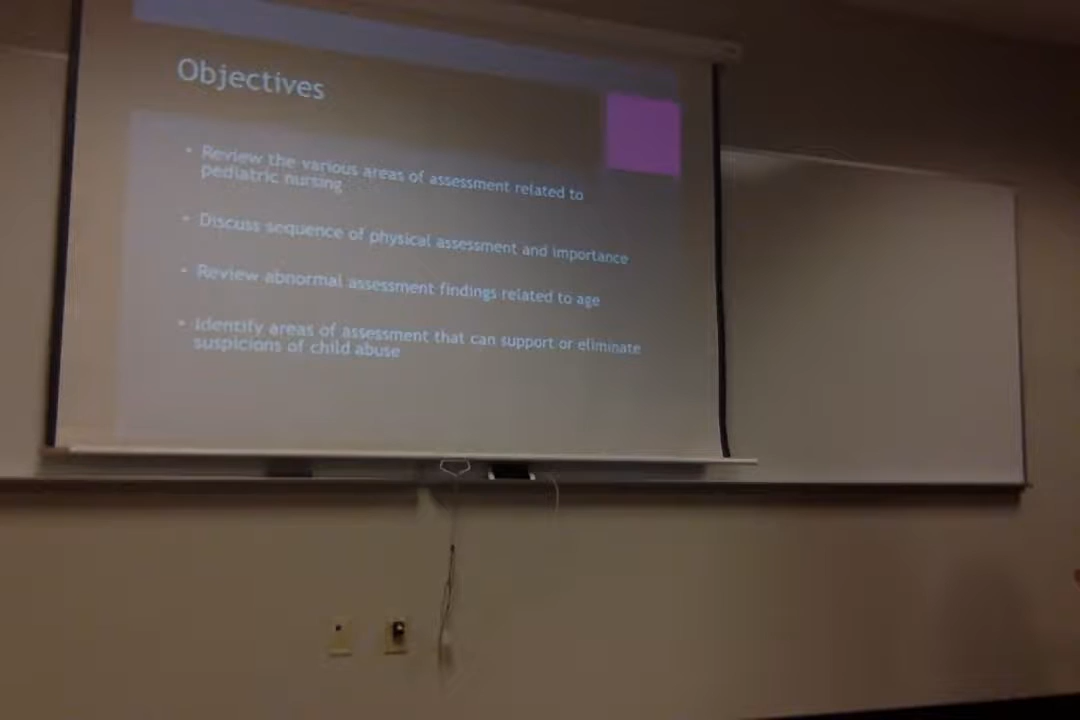 Objectives
• Review the various areas of assessment related to
pediatric nursing
• Discuss sequence of physical assessment and importance
• Review abnormal assessment findings related to age
• Identify areas of assessment that can support or eliminate
suspicions of child abuse